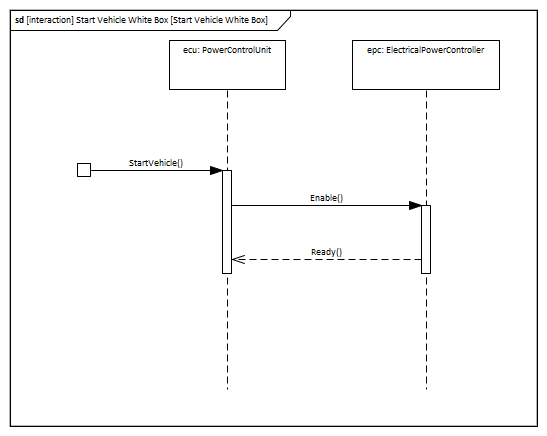 sd [interaction] Start Vehicle White Box [Start Vehicle White Box]
ecu: PowerControlUnit
epc: ElectricalPowerController
StartVehicle()
Enable()
Ready()